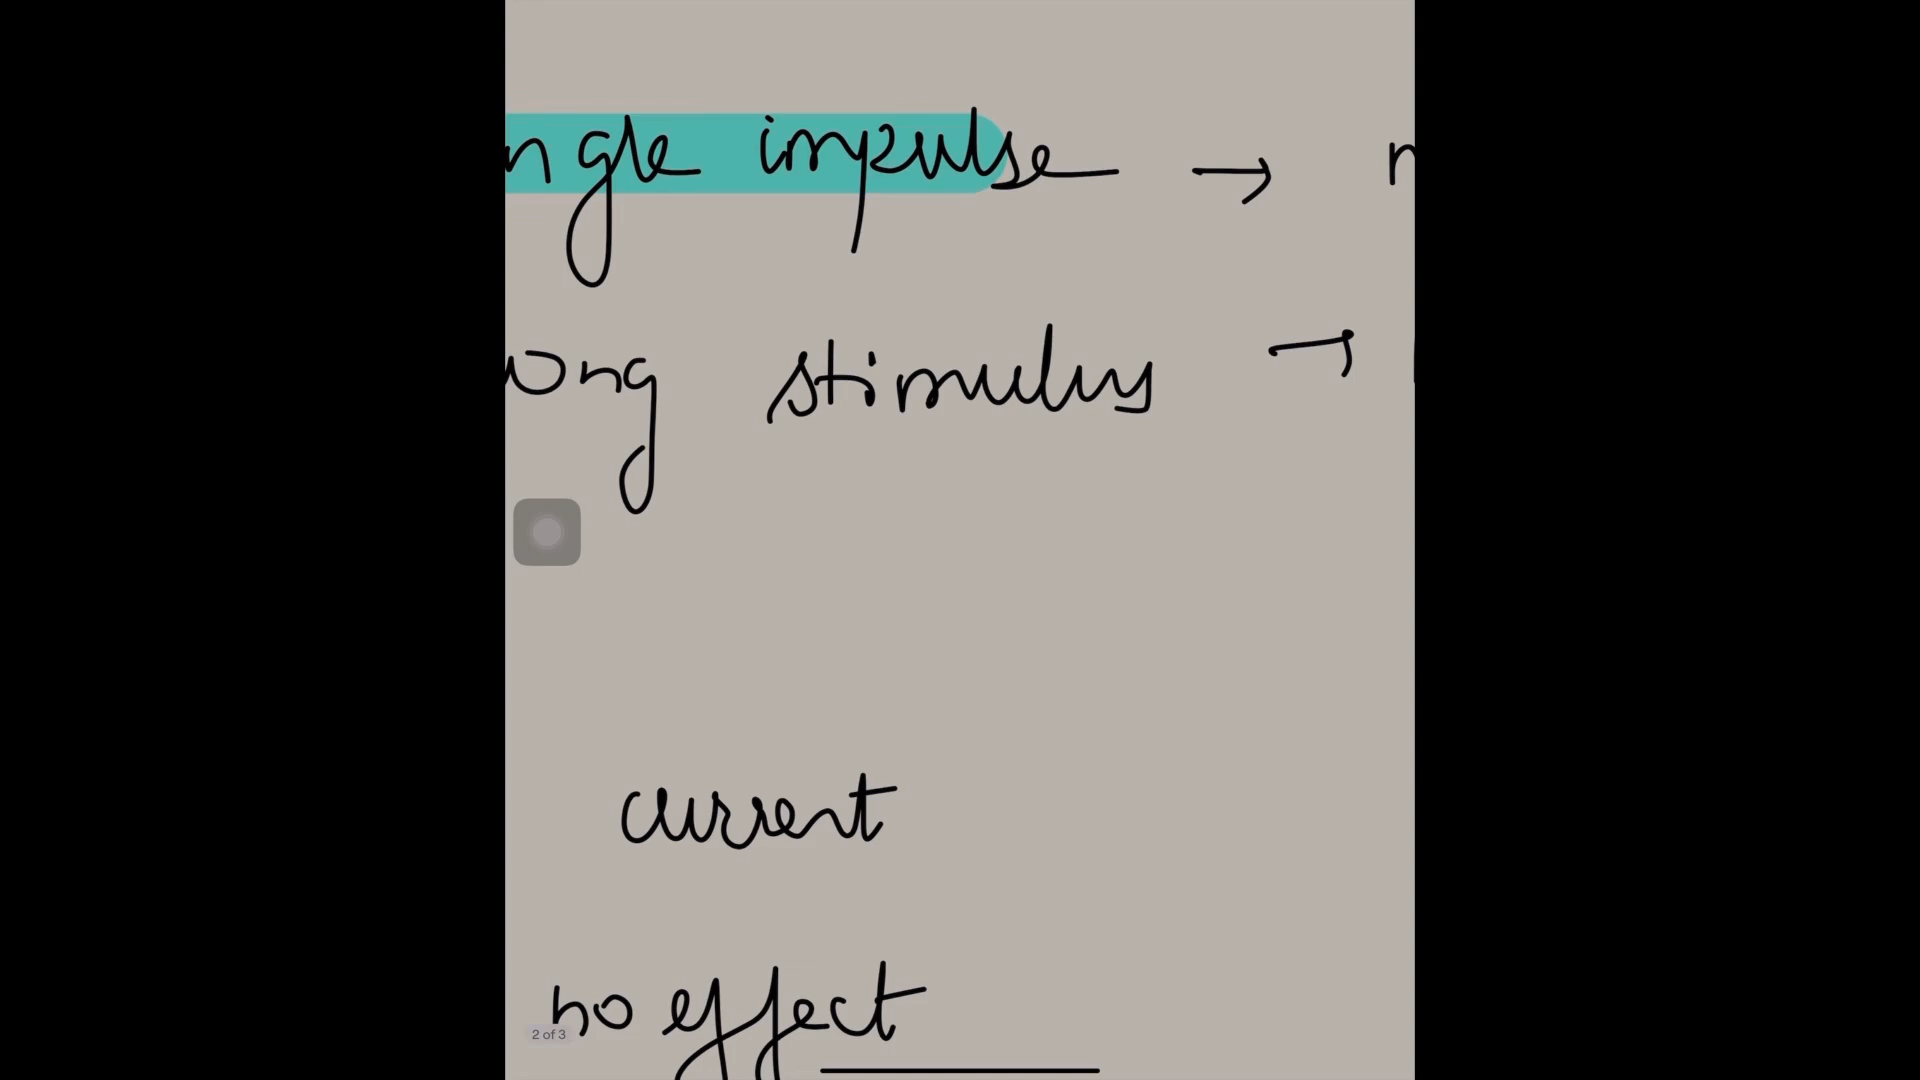 ngle impulse →
ong stimulus →
current
no effect
2 of 3